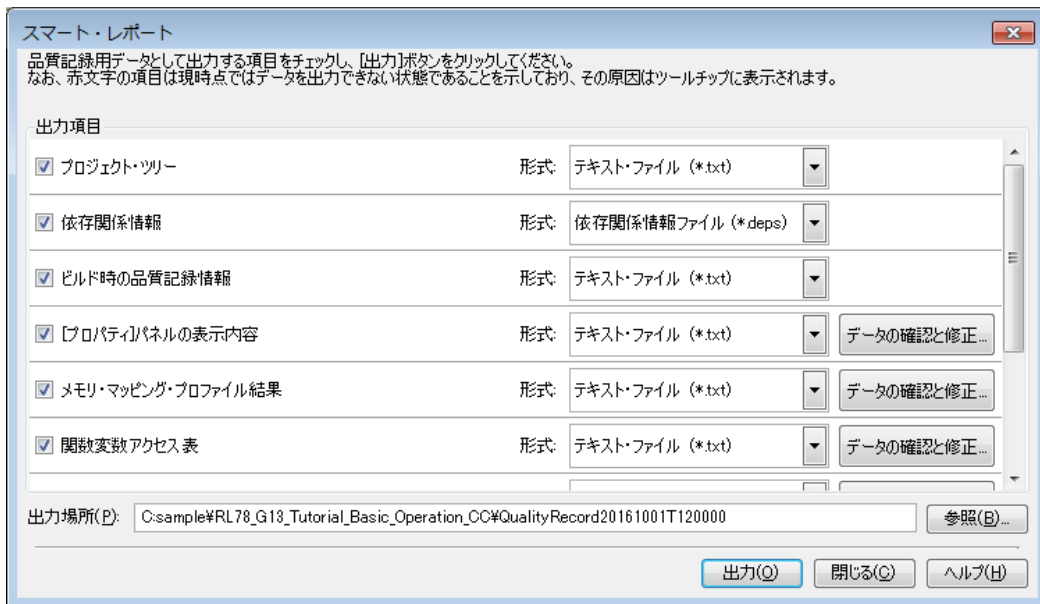 スマート・レポート
品質記録用データとして出力する項目をチェックし、[出力]ボタンをクリックしてください。
なお、赤文字の項目は現時点ではデータを出力できない状態であることを示しており、その原因はツールチップに表示されます。
出力項目
プロジェクト・ツリー 形式: テキスト・ファイル (*.txt)
依存関係情報 形式: 依存関係情報ファイル (*.deps)
ビルド時の品質記録情報 形式: テキスト・ファイル (*.txt)
[プロパティ]パネルの表示内容 形式: テキスト・ファイル (*.txt) データの確認と修正...
メモリ・マッピング・プロファイル結果 形式: テキスト・ファイル (*.txt) データの確認と修正...
関数変数アクセス表 形式: テキスト・ファイル (*.txt) データの確認と修正...
出力場所(P): C:sample¥RL78_G13_Tutorial_Basic_Operation_CC¥QualityRecord20161001T120000 参照(B)...
出力(O) 閉じる(C) ヘルプ(H)